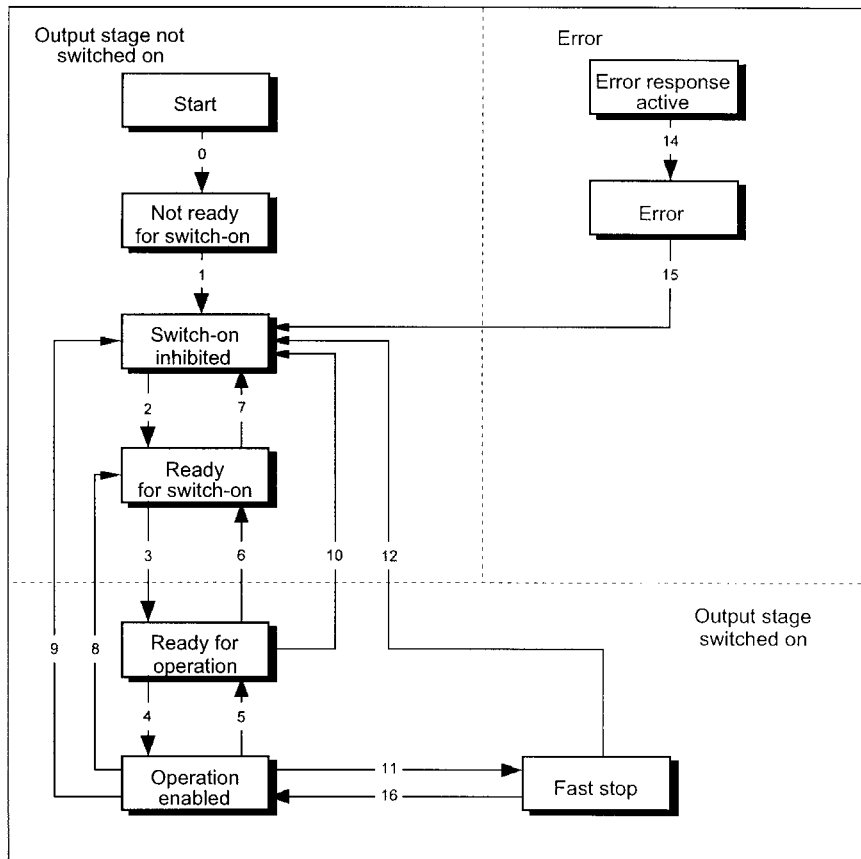 Output stage not
switched on
Error
Start
Error response
active
0
14
Not ready
for switch-on
Error
1
15
Switch-on
inhibited
2
7
Ready
for switch-on
3
6
10
12
Output stage
switched on
9
8
Ready for
operation
4
5
Operation
enabled
11
16
Fast stop